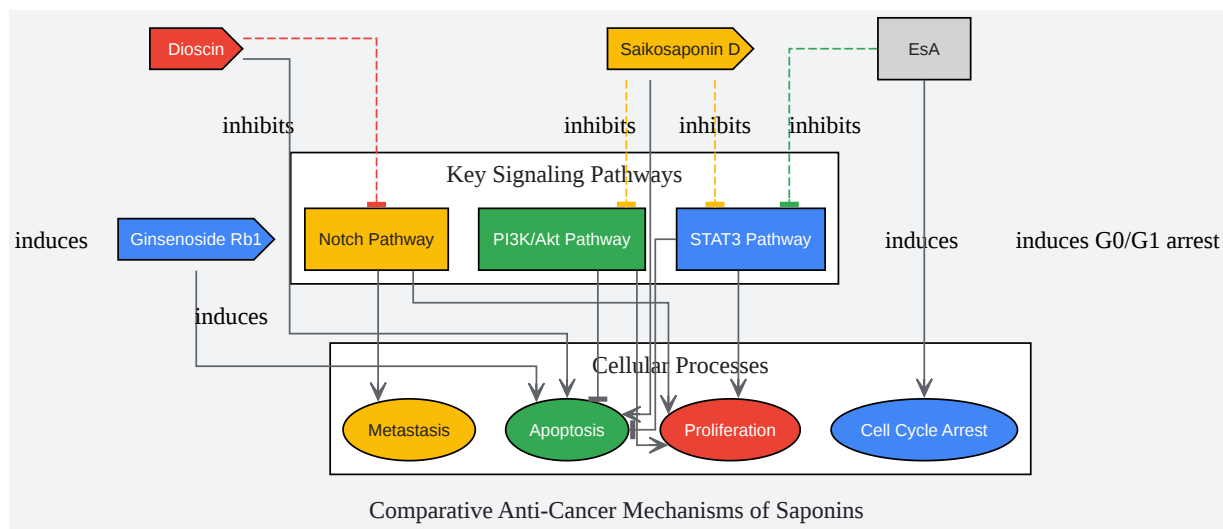 Dioscin
Saikosaponin D
EsA
inhibits
inhibits
inhibits
inhibits
Key Signaling Pathways
induces
Ginsenoside Rb1
Notch Pathway
PI3K/Akt Pathway
STAT3 Pathway
induces
induces G0/G1 arrest
induces
Cellular Processes
Metastasis
Apoptosis
Proliferation
Cell Cycle Arrest
Comparative Anti-Cancer Mechanisms of Saponins